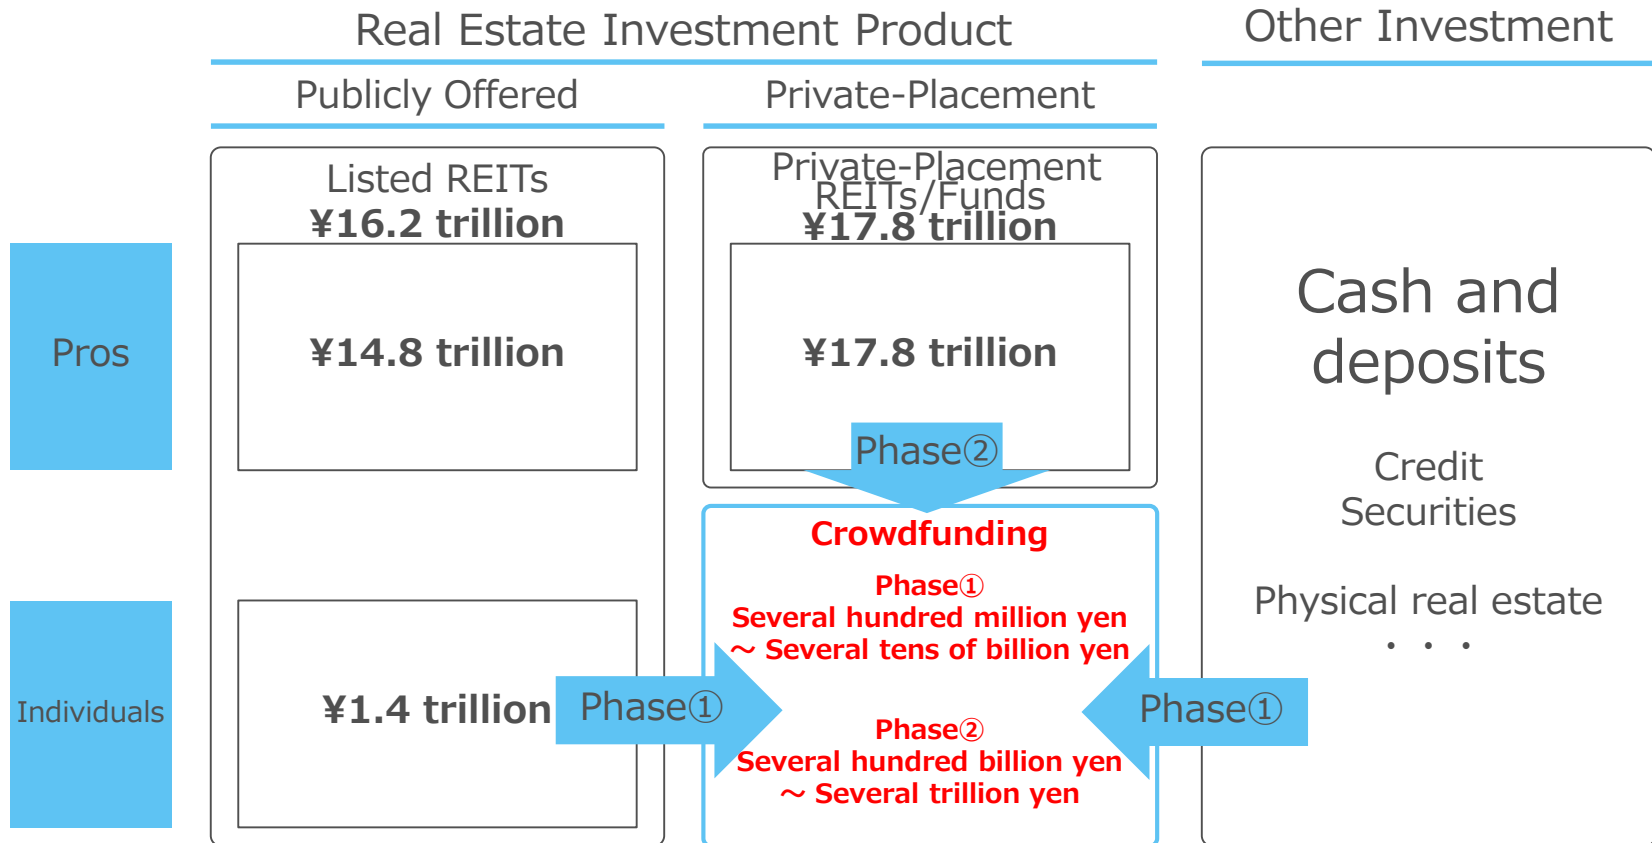 Real Estate Investment Product
Other Investment
Publicly Offered
Private-Placement
Listed REITs
¥16.2 trillion
Private-Placement
REITs/Funds
¥17.8 trillion
Pros
¥14.8 trillion
¥17.8 trillion
Phase②
Cash and
deposits
Credit
Securities
Physical real estate
・・・
Crowdfunding
Phase①
Several hundred million yen
～ Several tens of billion yen
Individuals
¥1.4 trillion
Phase①
Phase②
Several hundred billion yen
～ Several trillion yen
Phase①